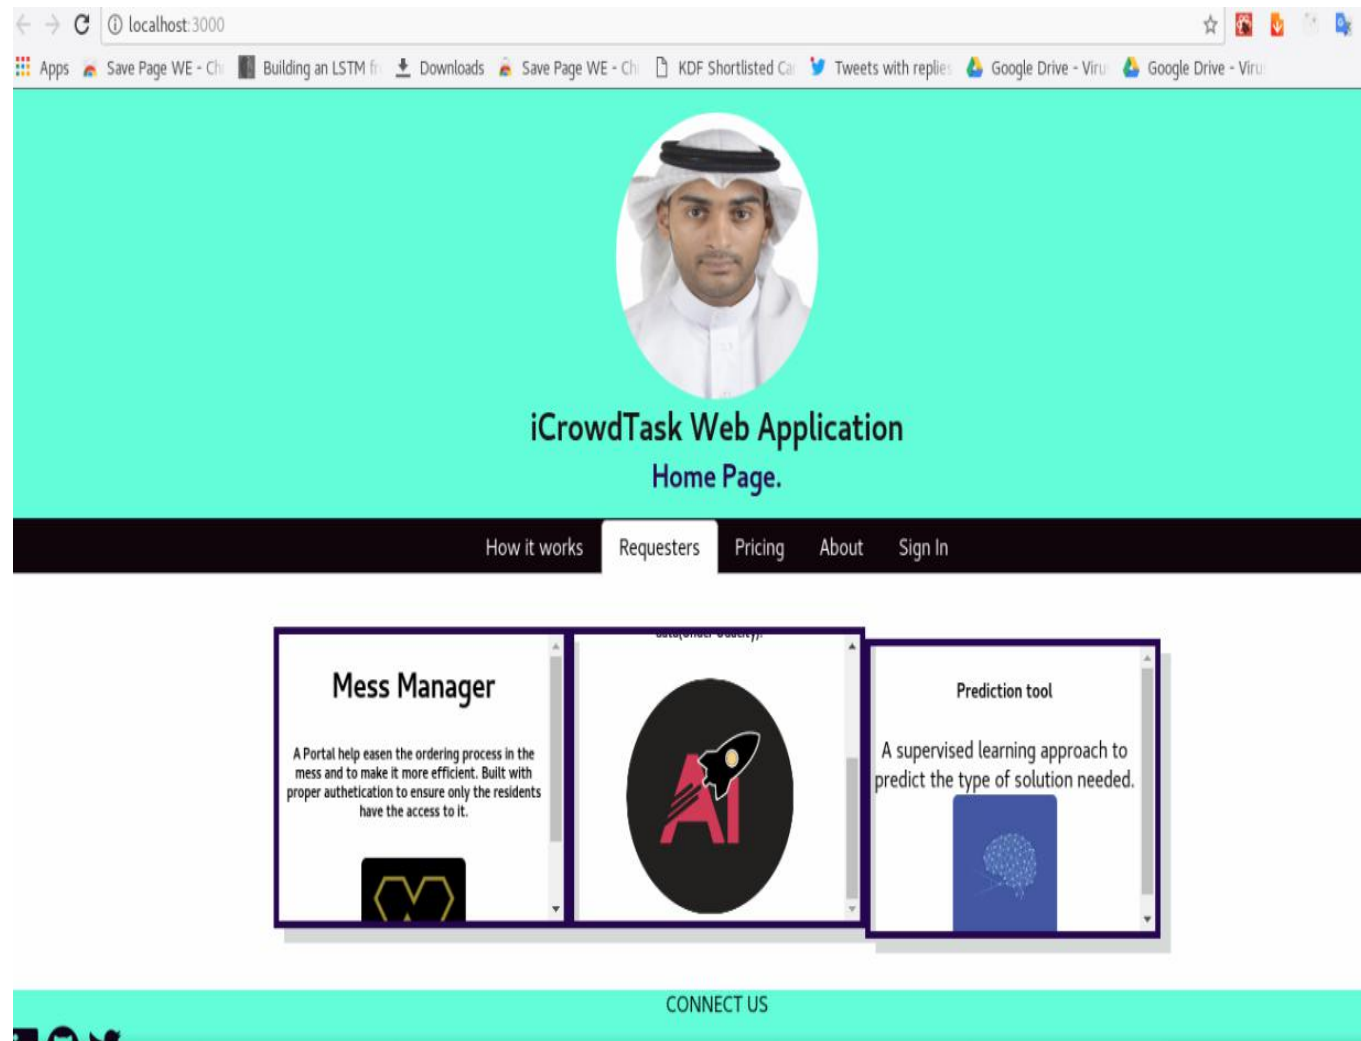 localhost:3000
Apps Save Page WE - Ch Building an LSTM fr Downloads Save Page WE - Ch KDF Shortlisted Ca Tweets with replies Google Drive - Viru Google Drive - Viru
iCrowdTask Web Application
Home Page.
How it works Requesters Pricing About Sign In
Mess Manager
A Portal help easen the ordering process in the
mess and to make it more efficient. Built with
proper authetication to ensure only the residents
have the access to it.
AI
Prediction tool
A supervised learning approach to
predict the type of solution needed.
CONNECT US